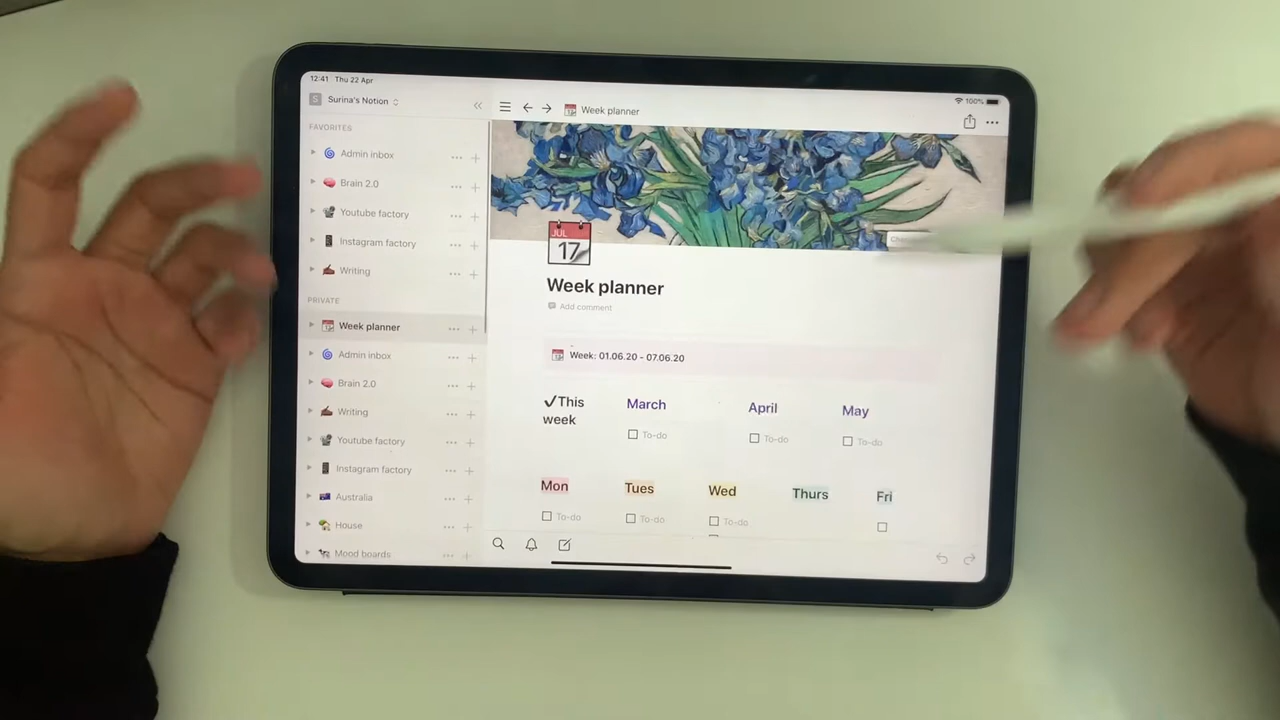 12:41 Thu 22 Apr
100%
S Surina's Notion
FAVORITES
Admin inbox
Brain 2.0
Youtube factory
Instagram factory
Writing
PRIVATE
Week planner
Admin inbox
Brain 2.0
Writing
Youtube factory
Instagram factory
Australia
House
Mood boards
Week planner
JUL
17
Week planner
Add comment
Week: 01.06.20 - 07.06.20
✓This week
March
April
May
To-do
To-do
To-do
Mon
Tues
Wed
Thurs
Fri
To-do
To-do
To-do